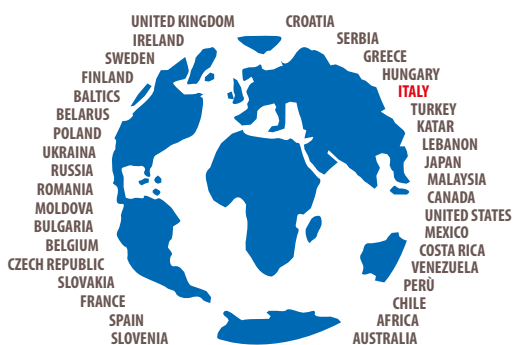 UNITED KINGDOM
IRELAND
SWEDEN
FINLAND
BALTICS
BELARUS
POLAND
UKRAINA
RUSSIA
ROMANIA
MOLDOVA
BULGARIA
BELGIUM
CZECH REPUBLIC
SLOVAKIA
FRANCE
SPAIN
SLOVENIA
CROATIA
SERBIA
GREECE
HUNGARY
ITALY
TURKEY
KATAR
LEBANON
JAPAN
MALAYSIA
CANADA
UNITED STATES
MEXICO
COSTA RICA
VENEZUELA
PERÙ
CHILE
AFRICA
AUSTRALIA